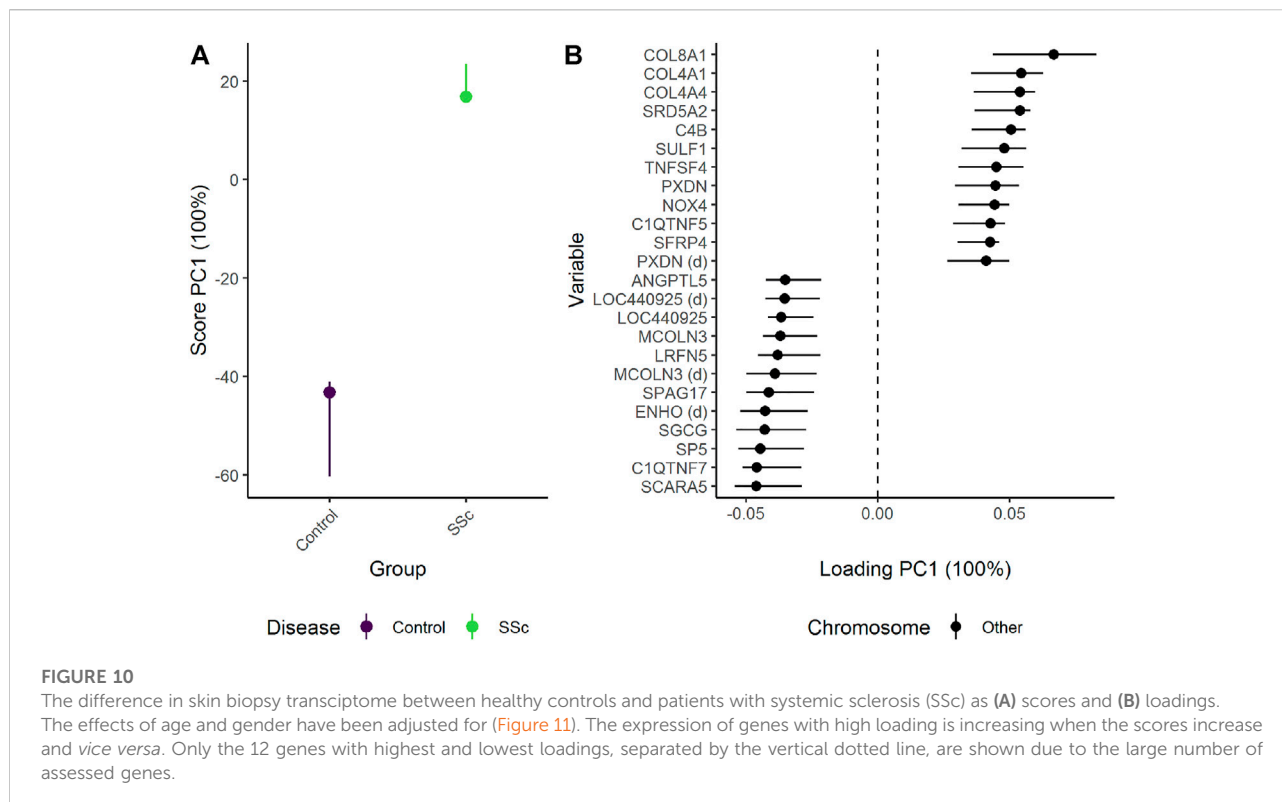 A
Score PC1 (100%)
20
0
-20
-40
-60
Control
SSc
Group
Disease
Control
SSc
B
Variable
COL8A1
COL4A1
COL4A4
SRD5A2
C4B
SULF1
TNFSF4
PXDN
NOX4
C1QTNF5
SFRP4
PXDN (d)
ANGPTL5
LOC440925 (d)
LOC440925
MCOLN3
LRFN5
MCOLN3 (d)
SPAG17
ENHO (d)
SGCG
SP5
C1QTNF7
SCARA5
-0.05
0.00
0.05
Loading PC1 (100%)
Chromosome
Other
FIGURE 10
The difference in skin biopsy transciptome between healthy controls and patients with systemic sclerosis (SSc) as (A) scores and (B) loadings.
The effects of age and gender have been adjusted for (Figure 11). The expression of genes with high loading is increasing when the scores increase
and vice versa. Only the 12 genes with highest and lowest loadings, separated by the vertical dotted line, are shown due to the large number of
assessed genes.